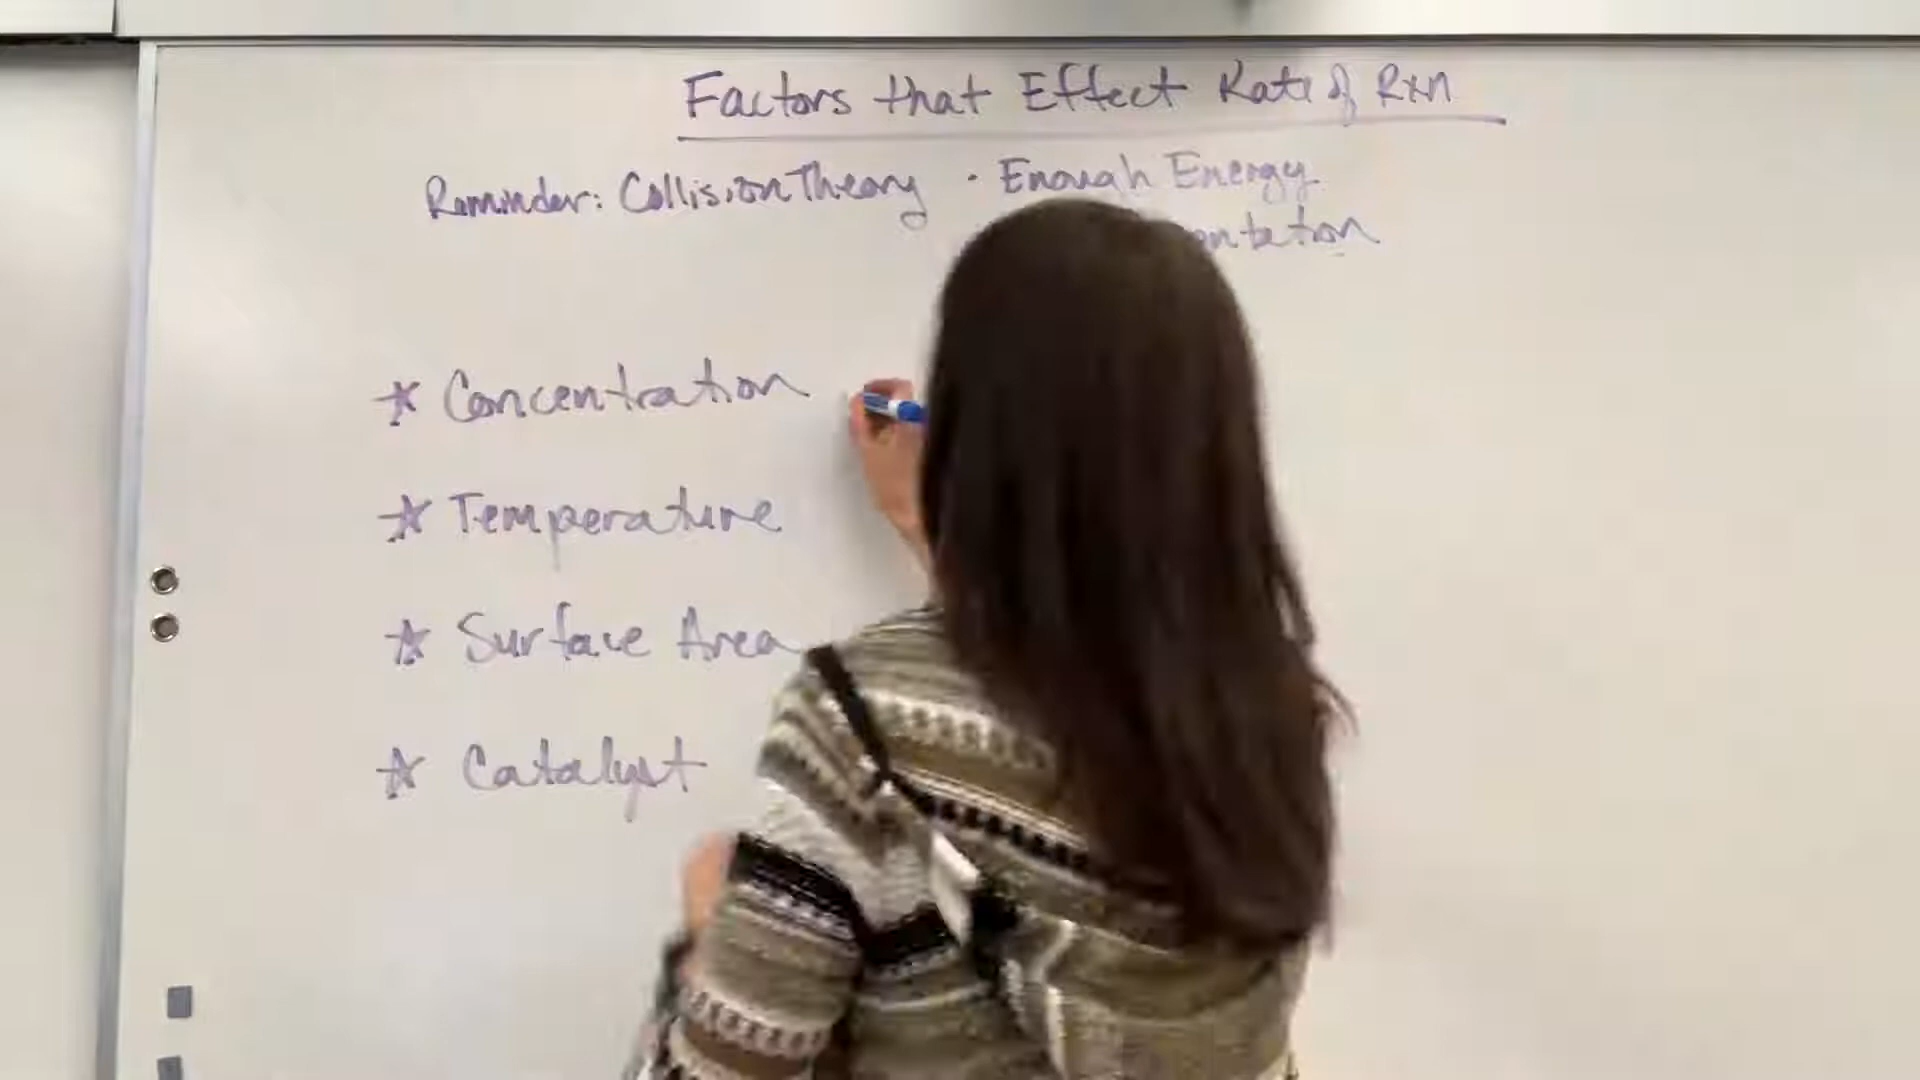 Factors that Effect Rate of Rxn
Reminder: Collision Theory • Enough Energy
entation
☆ Concentration
☆ Temperature
☆ Surface Area
☆ Catalyst